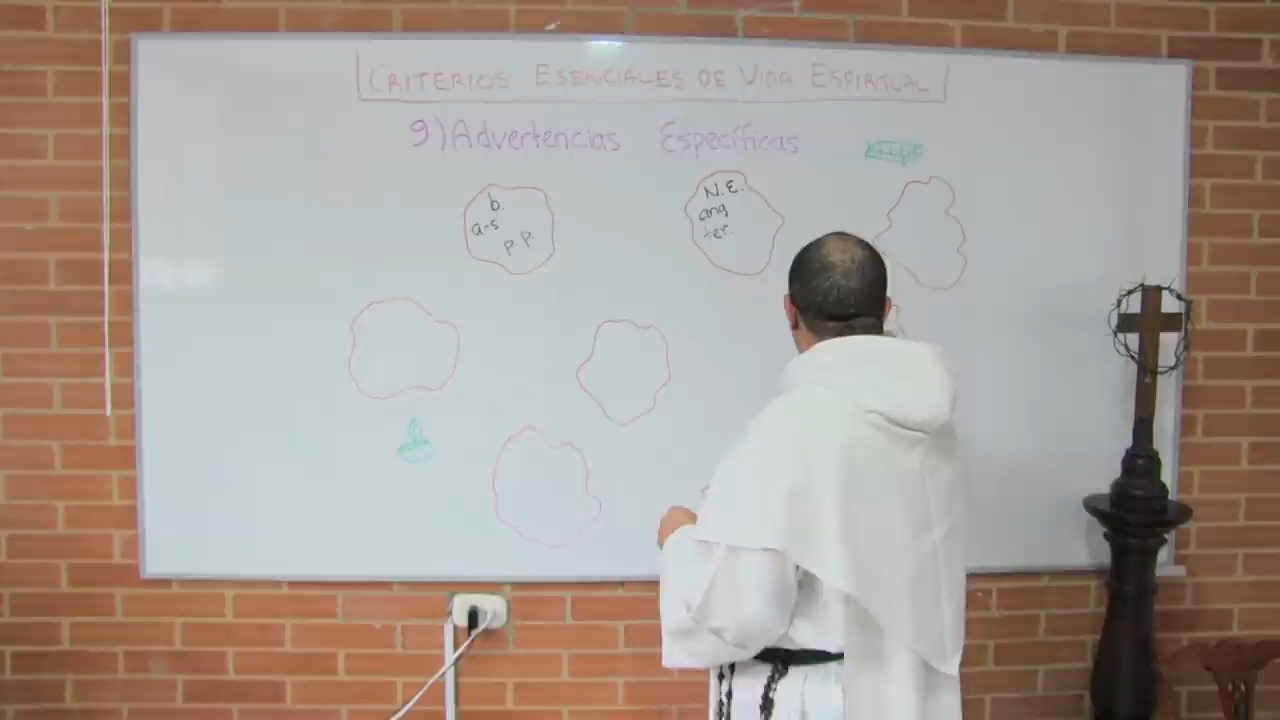 CRITERIOS ESENCIALES DE VIDA ESPIRITUAL
9) Advertencias Específicas
b.
a-s
p.p.
N.E.
ang
ter.